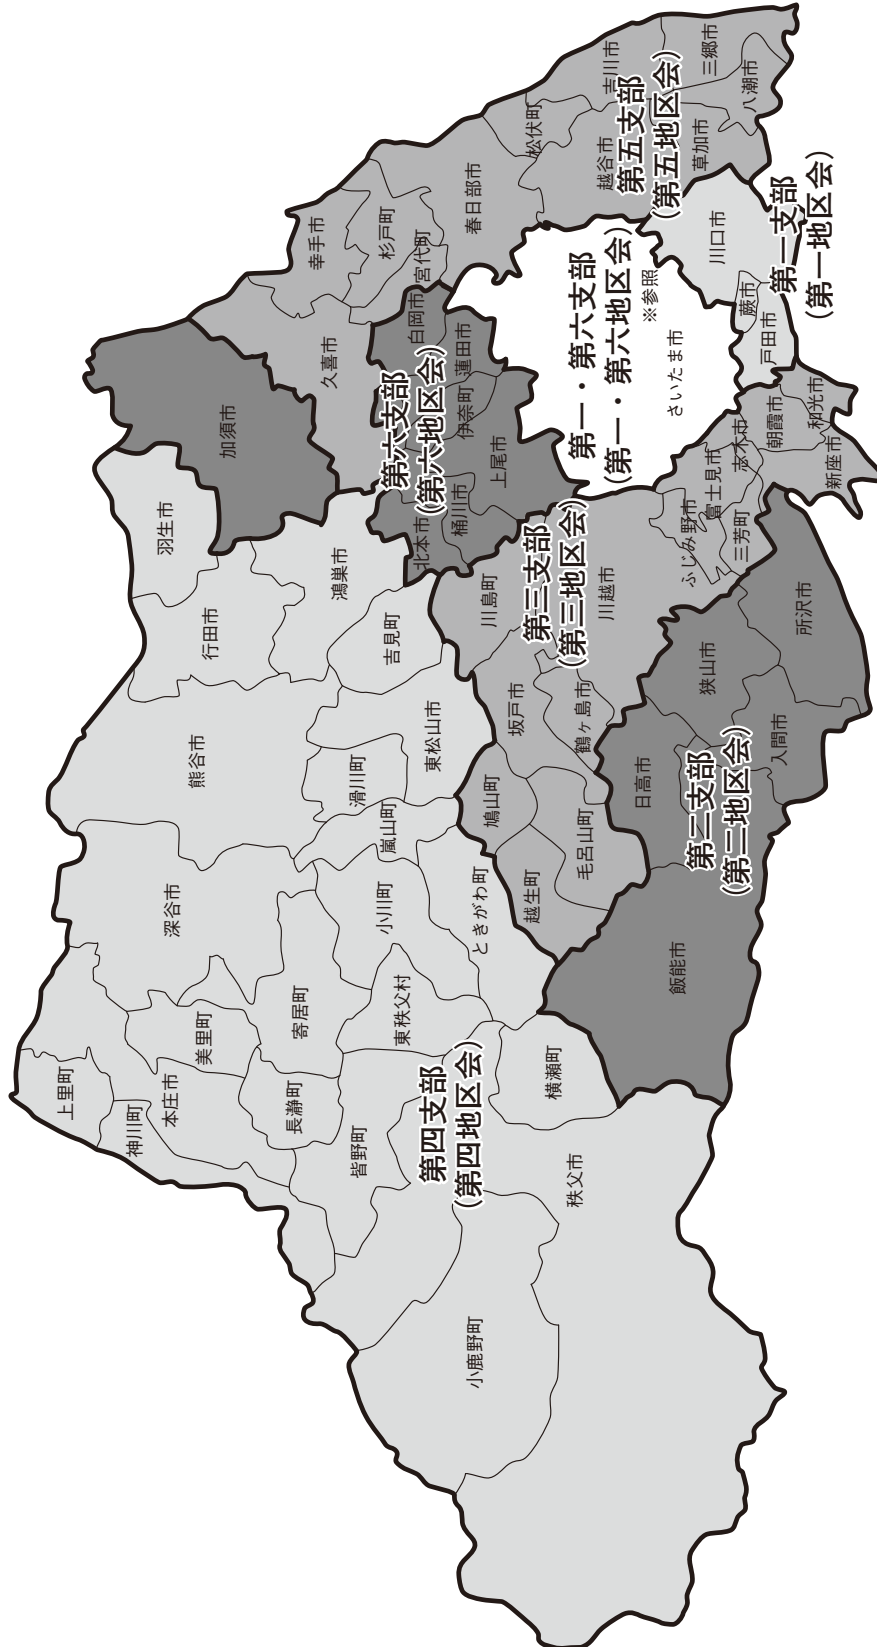 上里町
神川町
本庄市
美里町
深谷市
熊谷市
行田市
羽生市
加須市
長瀞町
寄居町
皆野町
東秩父村
小川町
嵐山町
滑川町
東松山市
吉見町
鴻巣市
ときがわ町
小鹿野町
秩父市
横瀬町
第四支部
(第四地区会)
久喜市
幸手市
杉戸町
宮代町
春日部市
松伏町
越谷市
吉川市
三郷市
八潮市
草加市
第五支部
(第五地区会)
白岡市
蓮田市
伊奈町
上尾市
桶川市
北本市
第六支部
(第六地区会)
第一・第六支部
(第一・第六地区会)
※参照
さいたま市
川口市
蕨市
戸田市
第一支部
(第一地区会)
川島町
川越市
坂戸市
鶴ヶ島市
鳩山町
毛呂山町
越生町
ふじみ野市
富士見市
三芳町
志木市
朝霞市
和光市
新座市
第三支部
(第三地区会)
飯能市
日高市
狭山市
入間市
所沢市
第二支部
(第二地区会)